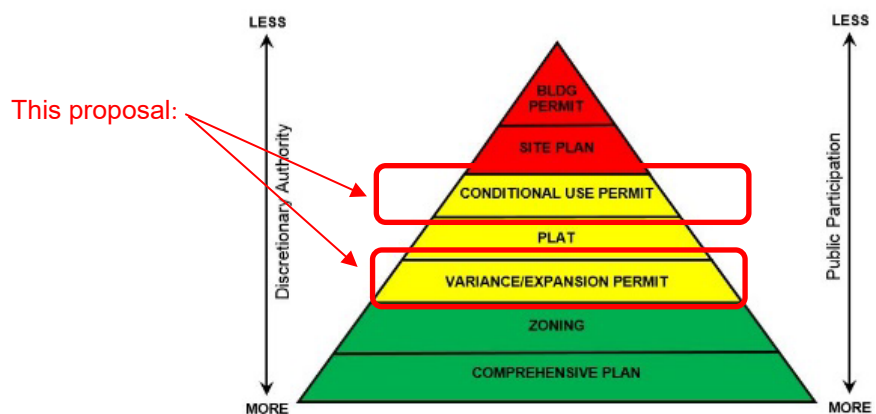 LESS
LESS
This proposal:
Discretionary Authority
Public Participation
BLDG
PERMIT
SITE PLAN
CONDITIONAL USE PERMIT
PLAT
VARIANCE/EXPANSION PERMIT
ZONING
COMPREHENSIVE PLAN
MORE
MORE